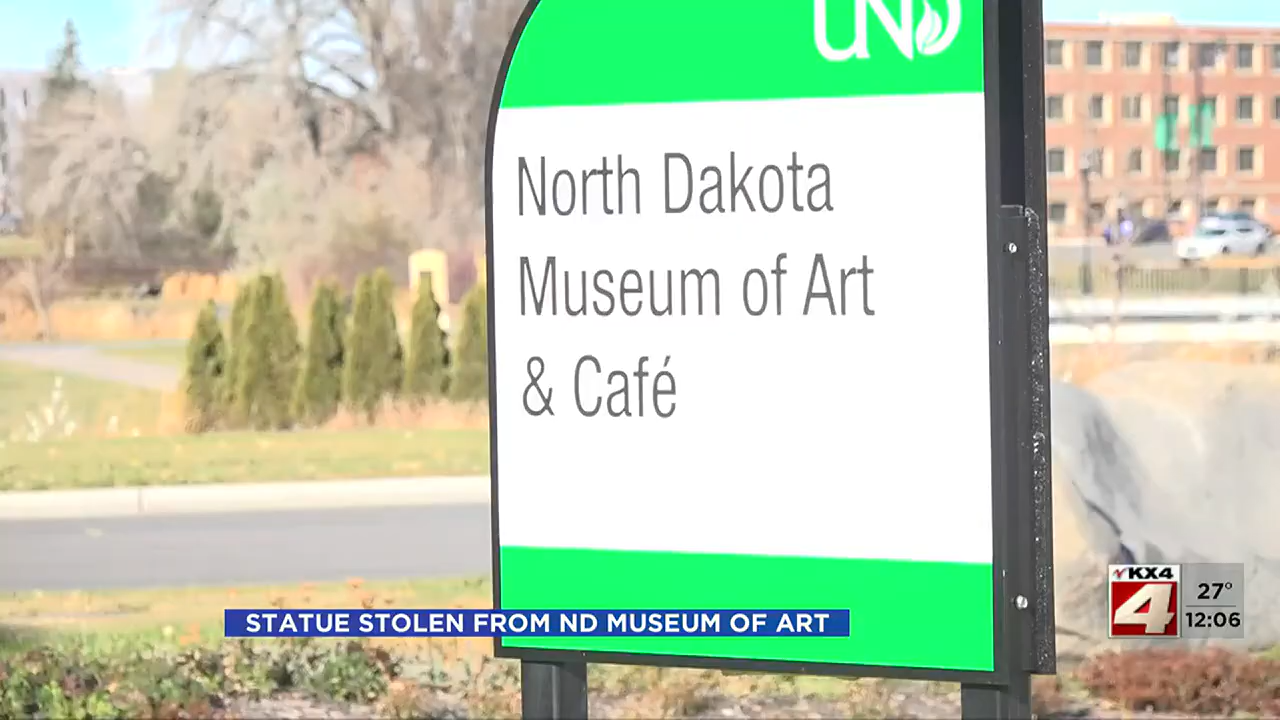 UND
North Dakota
Museum of Art
& Café
STATUE STOLEN FROM ND MUSEUM OF ART
KX4
4
27°
12:06